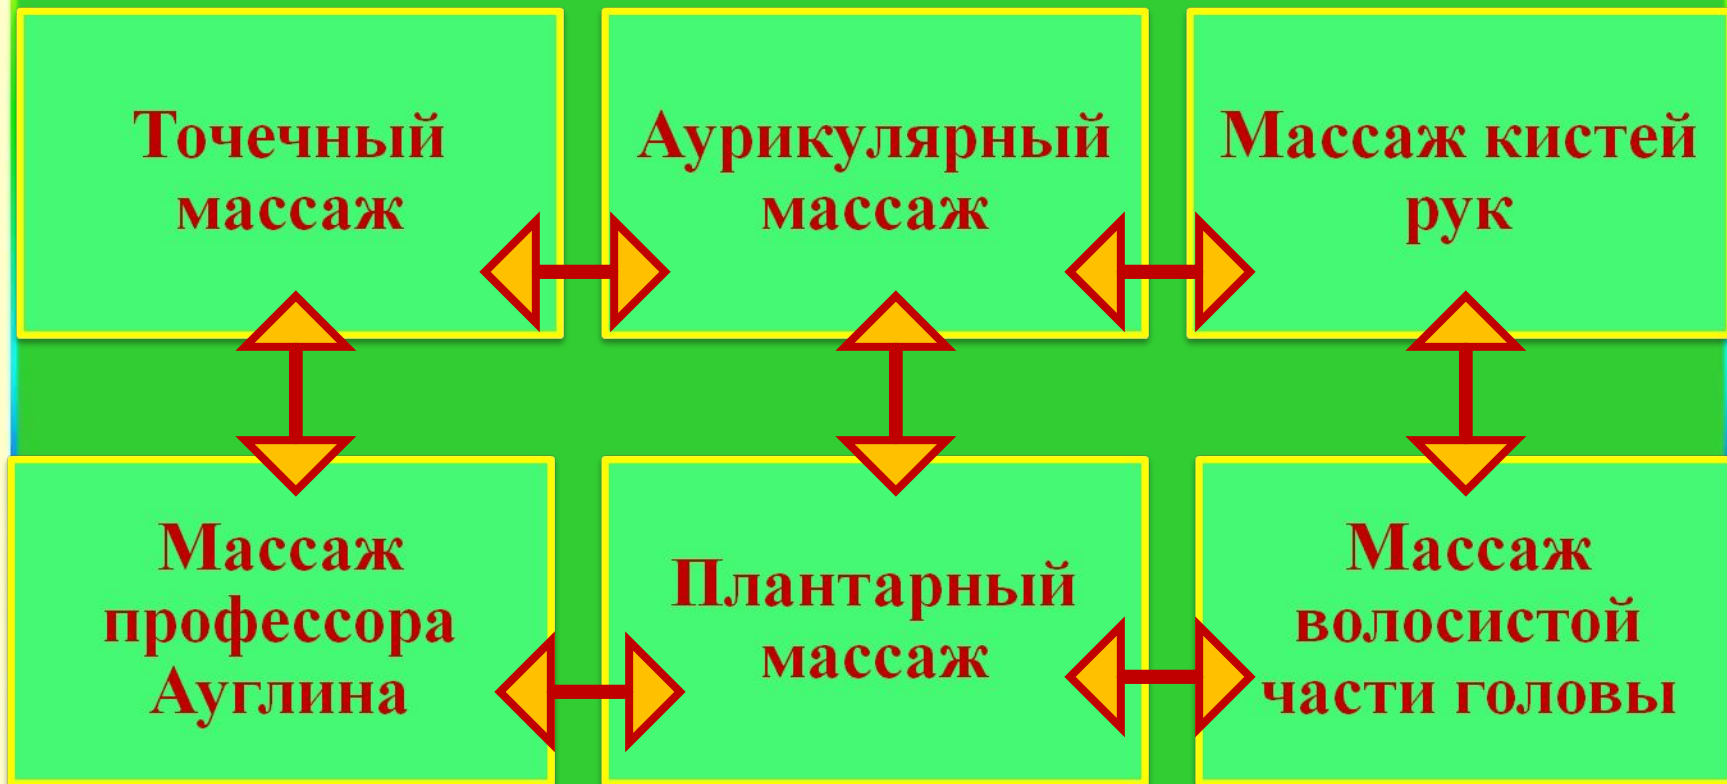 Точечный
массаж
Аурикулярный
массаж
Массаж кистей
рук
Массаж
профессора
Ауглина
Плантарный
массаж
Массаж
волосистой
части головы